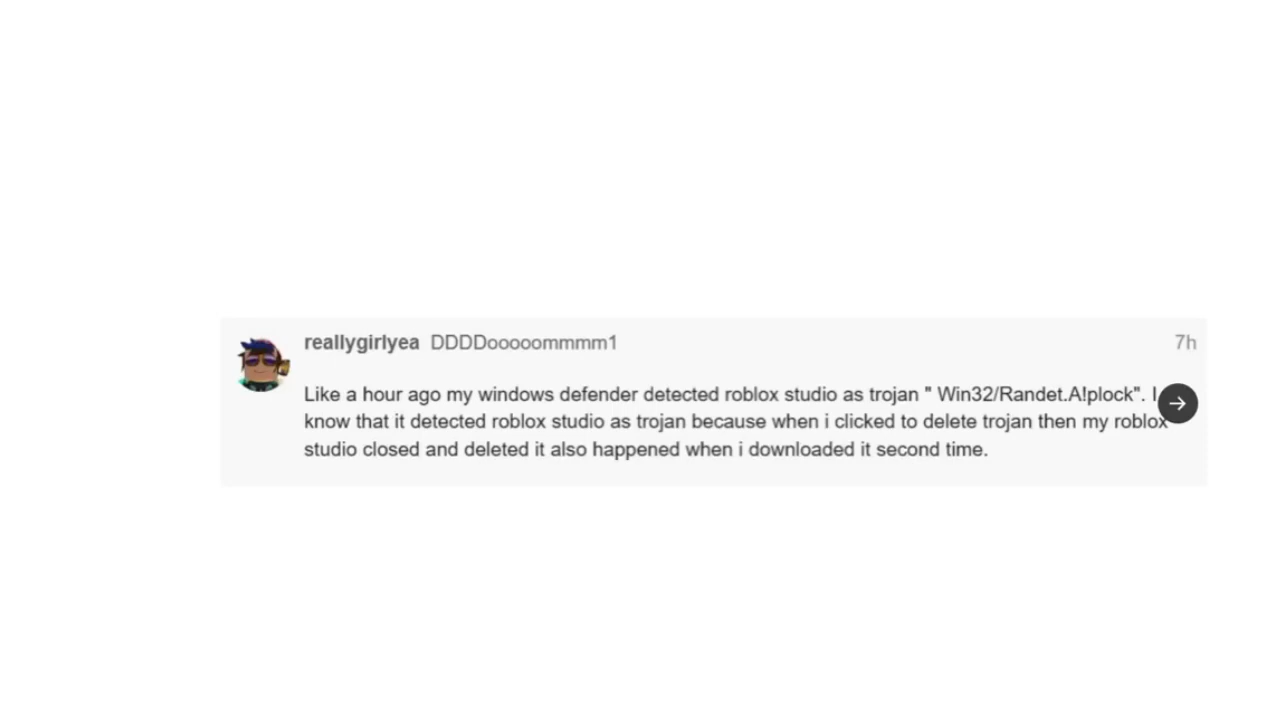 reallygirlyea DDDDooooommmm1 7h
Like a hour ago my windows defender detected roblox studio as trojan " Win32/Randet.A!plock". I
know that it detected roblox studio as trojan because when i clicked to delete trojan then my roblox
studio closed and deleted it also happened when i downloaded it second time.